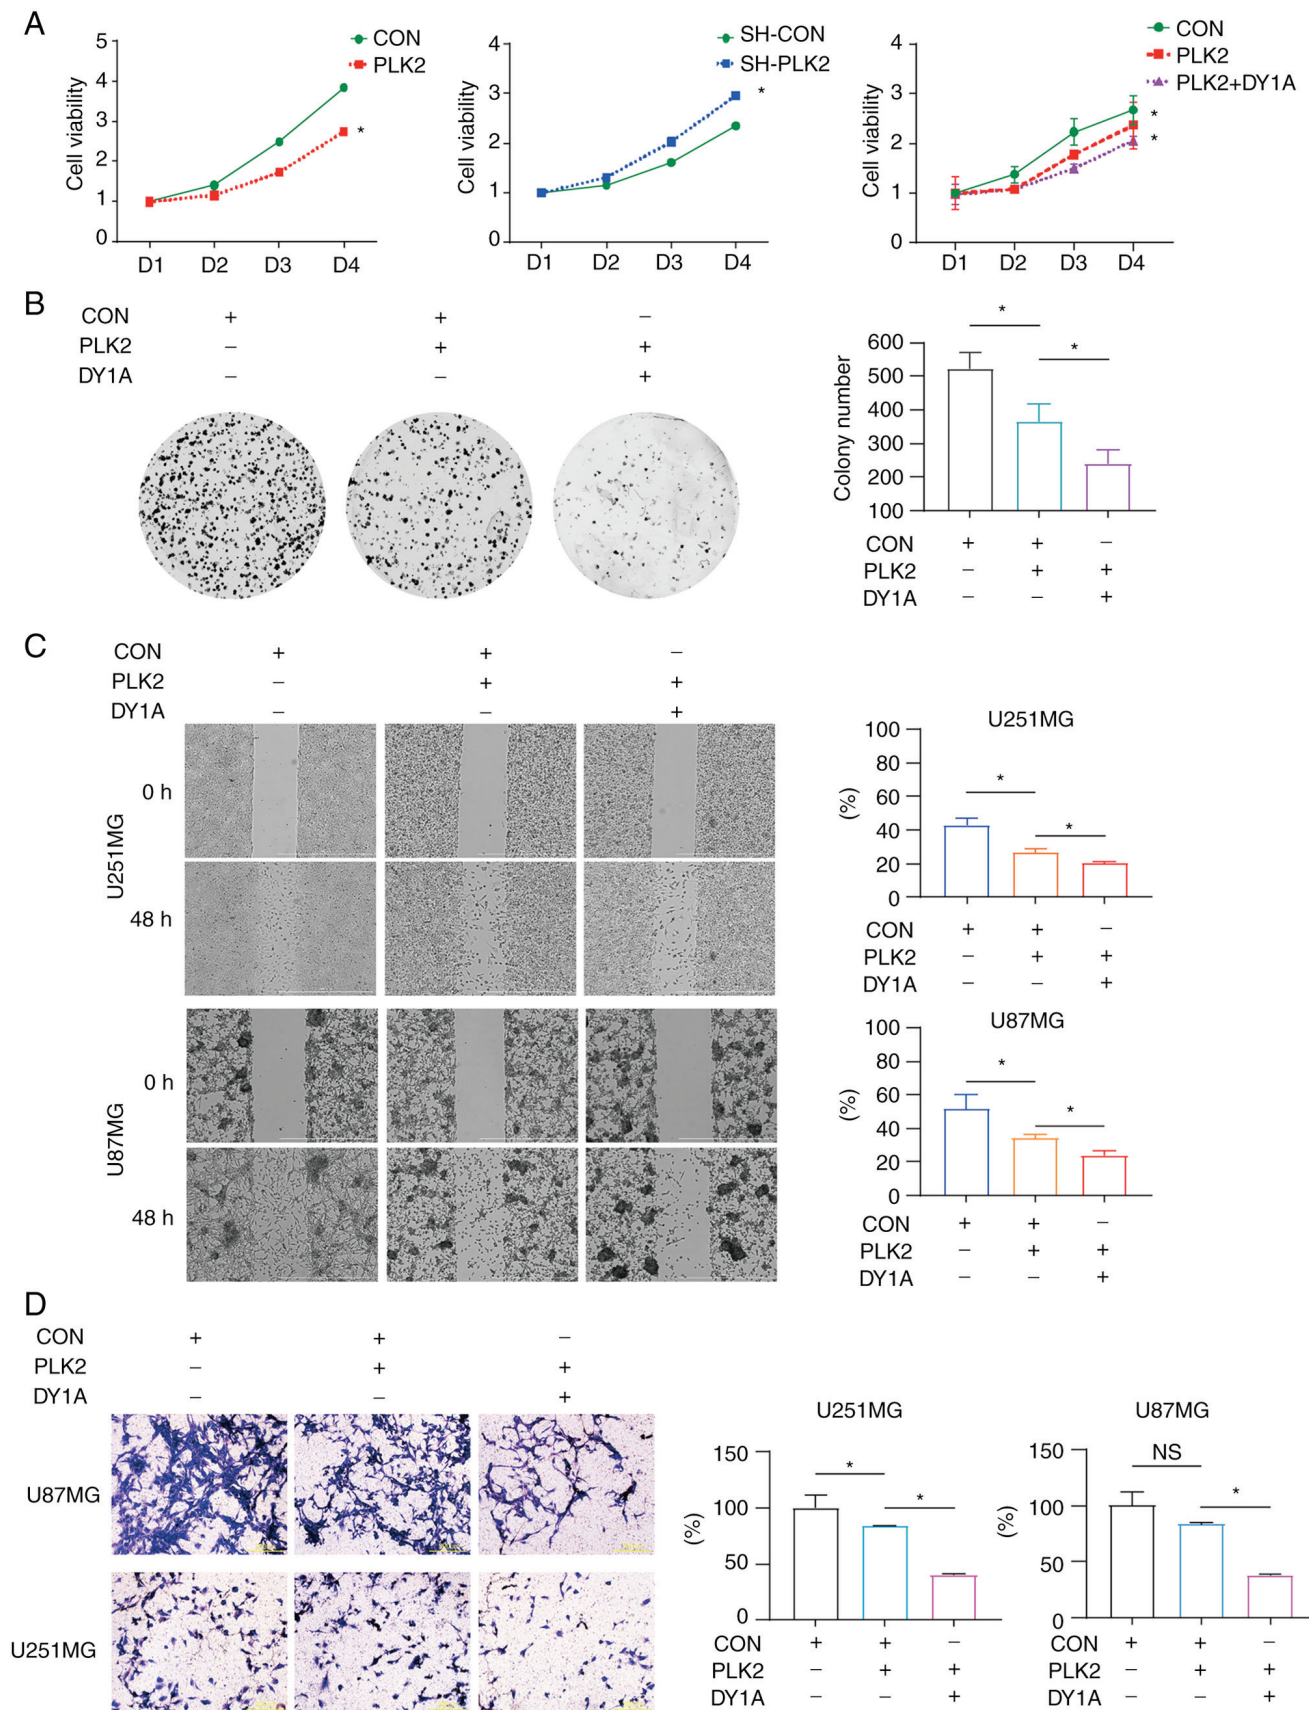 A
CON
PLK2
Cell viability
5
4
3
2
1
0
*
D1 D2 D3 D4
SH-CON
SH-PLK2
Cell viability
4
3
2
1
0
*
D1 D2 D3 D4
CON
PLK2
PLK2+DY1A
Cell viability
4
3
2
1
0
*
*
D1 D2 D3 D4
B
CON + + −
PLK2 − + +
DY1A − − +
Colony number
600
500
400
300
200
100
*
*
CON + + −
PLK2 − + +
DY1A − − +
C
CON + + −
PLK2 − + +
DY1A − − +
U251MG
0 h
48 h
U87MG
0 h
48 h
U251MG
(%)
100
80
60
40
20
0
*
*
CON + + −
PLK2 − + +
DY1A − − +
U87MG
(%)
100
80
60
40
20
0
*
*
CON + + −
PLK2 − + +
DY1A − − +
D
CON + + −
PLK2 − + +
DY1A − − +
U87MG
U251MG
U251MG
(%)
150
100
50
0
*
*
CON + + −
PLK2 − + +
DY1A − − +
U87MG
(%)
150
100
50
0
NS
*
CON + + −
PLK2 − + +
DY1A − − +